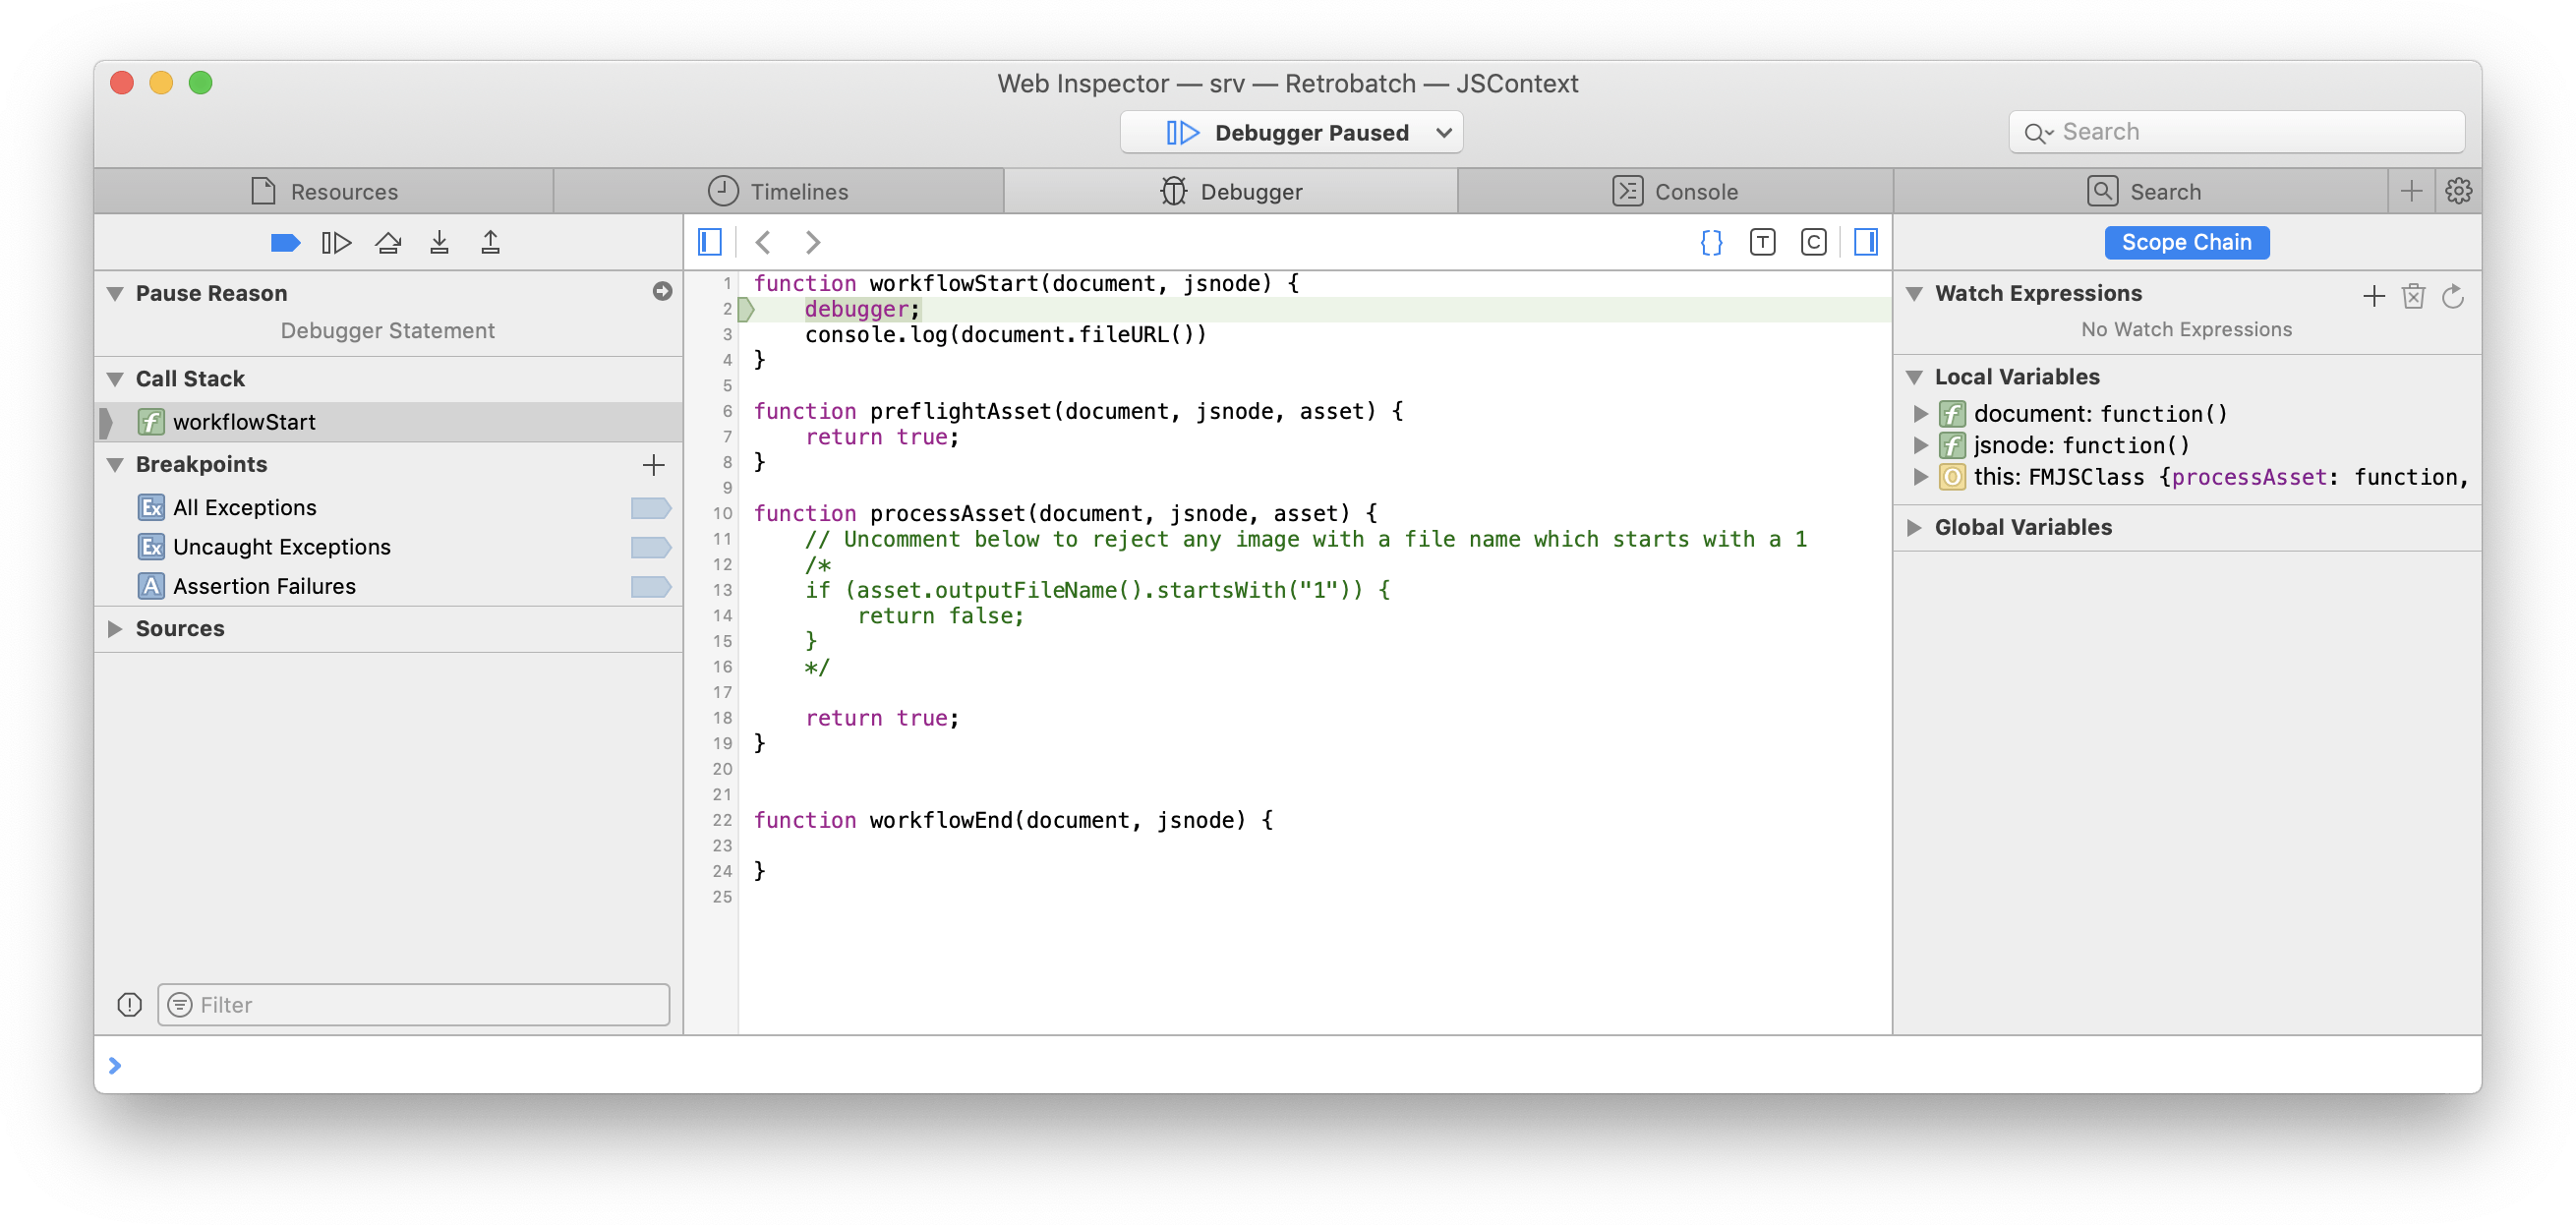 Web Inspector — srv — Retrobatch — JSContext
Debugger Paused
Search
Resources
Timelines
Debugger
Console
Search
Pause Reason
Debugger Statement
Call Stack
f workflowStart
Breakpoints
Ex All Exceptions
Ex Uncaught Exceptions
A Assertion Failures
Sources
Filter
{} T C
1 function workflowStart(document, jsnode) {
2     debugger;
3     console.log(document.fileURL())
4 }
5
6 function preflightAsset(document, jsnode, asset) {
7     return true;
8 }
9
10 function processAsset(document, jsnode, asset) {
11     // Uncomment below to reject any image with a file name which starts with a 1
12     /*
13     if (asset.outputFileName().startsWith("1")) {
14         return false;
15     }
16     */
17
18     return true;
19 }
20
21
22 function workflowEnd(document, jsnode) {
23
24 }
25
Scope Chain
Watch Expressions
No Watch Expressions
Local Variables
f document: function()
f jsnode: function()
O this: FMJSClass {processAsset: function,
Global Variables